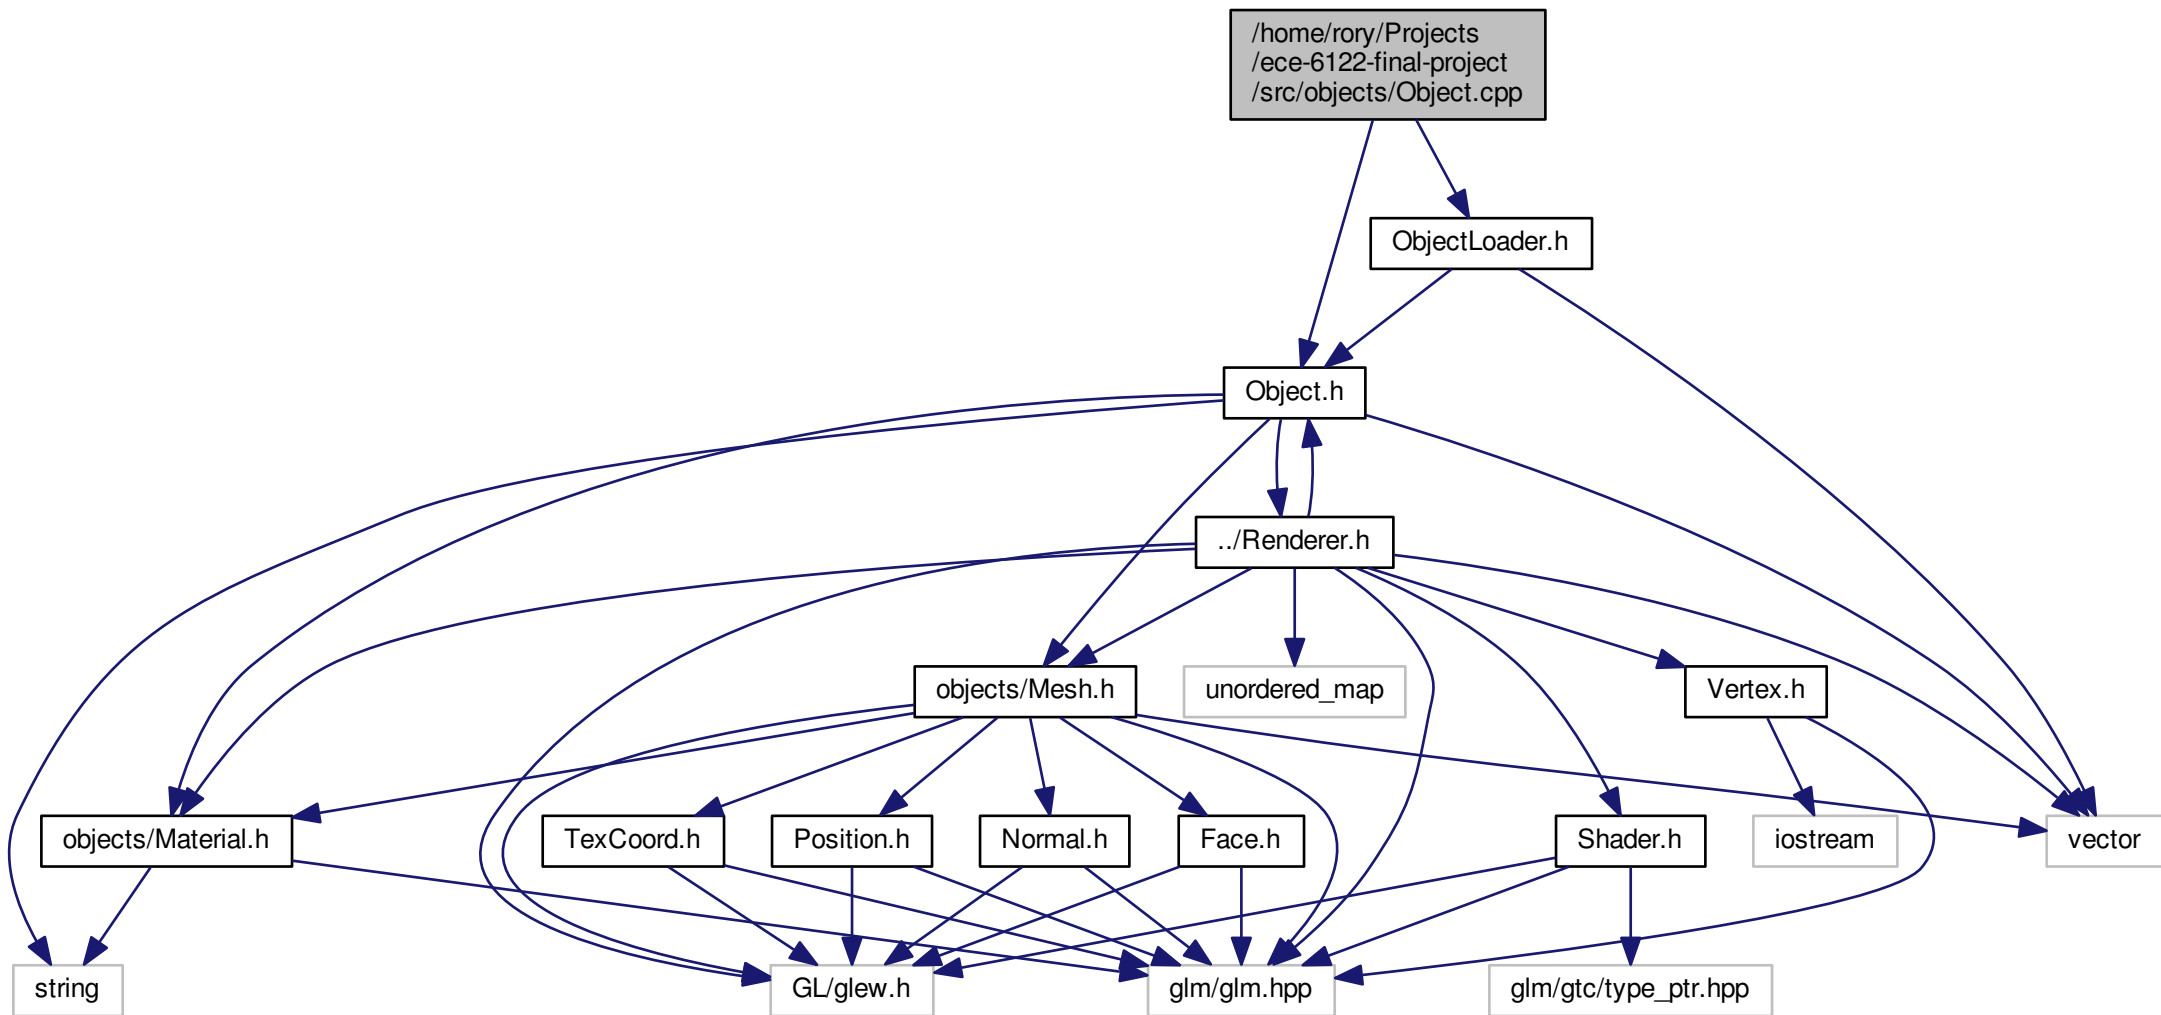 /home/rory/Projects
/ece-6122-final-project
/src/objects/Object.cpp
ObjectLoader.h
Object.h
../Renderer.h
objects/Mesh.h
unordered_map
Vertex.h
objects/Material.h
TexCoord.h
Position.h
Normal.h
Face.h
Shader.h
iostream
vector
string
GL/glew.h
glm/glm.hpp
glm/gtc/type_ptr.hpp